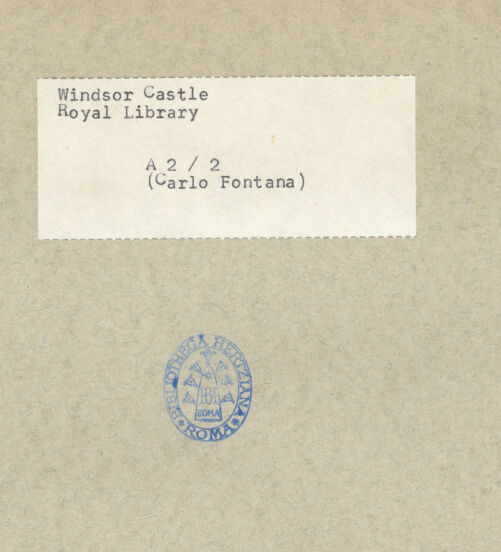 Windsor Castle
Royal Library
A 2 / 2
(Carlo Fontana)
BIBLIOTHECA HERTZIANA
ROMA
*ROMA*